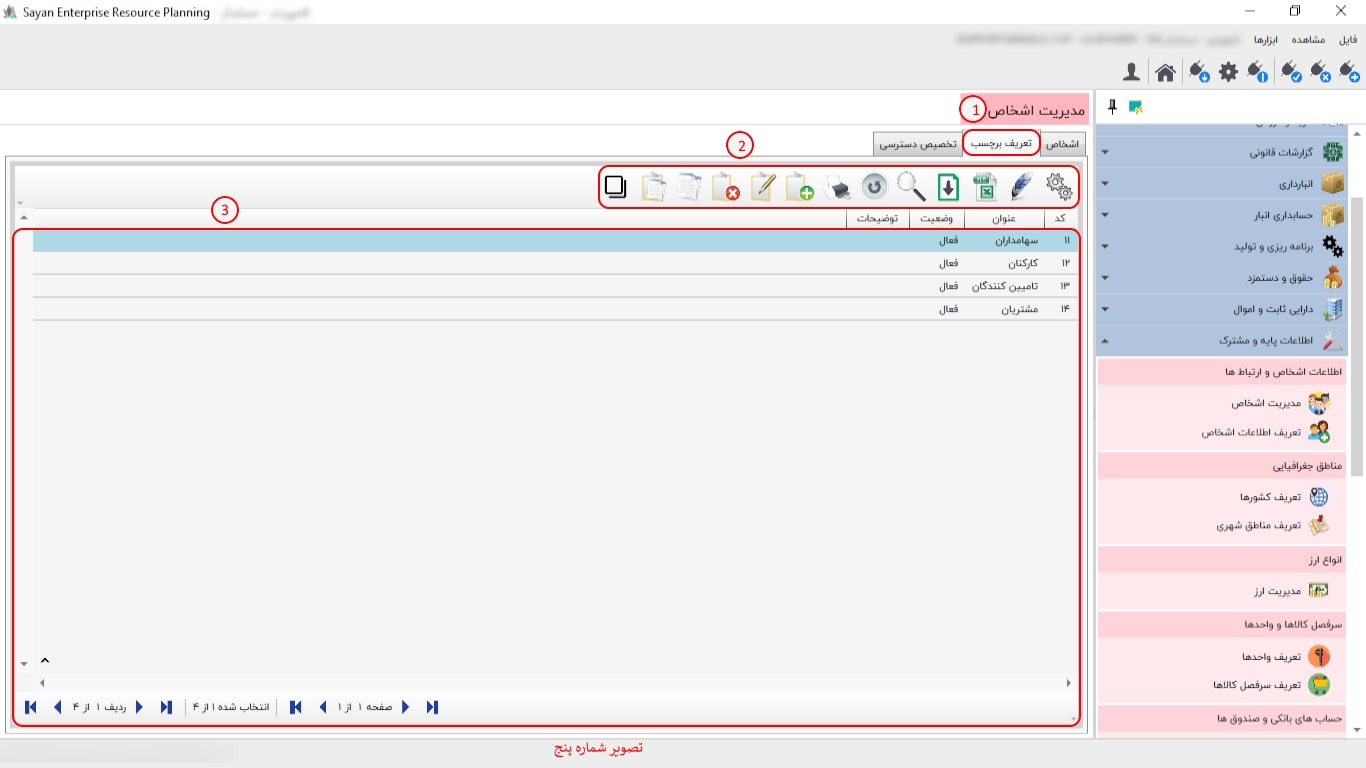 Sayan Enterprise Resource Planning
فایل مشاهده ابزارها
مدیریت اشخاص 1
اشخاص تعریف برچسب تخصیص دسترسی
2
3
کد عنوان وضعیت توضیحات
۱۱ سهامداران فعال
۱۲ کارکنان فعال
۱۳ تامیین کنندگان فعال
۱۴ مشتریان فعال
صفحه ۱ از ۱ انتخاب شده ۱ از ۴ ردیف ۱ از ۴
گزارشات قانونی
انبارداری
حسابداری انبار
برنامه ریزی و تولید
حقوق و دستمزد
دارایی ثابت و اموال
اطلاعات پایه و مشترک
اطلاعات اشخاص و ارتباط ها
مدیریت اشخاص
تعریف اطلاعات اشخاص
مناطق جغرافیایی
تعریف کشورها
تعریف مناطق شهری
انواع ارز
مدیریت ارز
سرفصل کالاها و واحدها
تعریف واحدها
تعریف سرفصل کالاها
حساب های بانکی و صندوق ها
تصویر شماره پنج